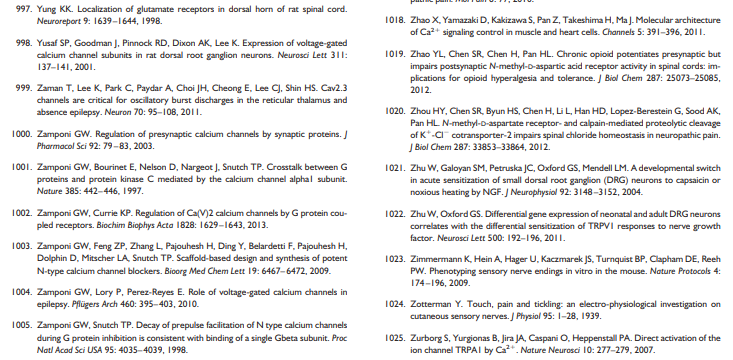 997. Yung KK. Localization of glutamate receptors in dorsal horn of rat spinal cord.
Neuroreport 9: 1639–1644, 1998.
998. Yusaf SP, Goodman J, Pinnock RD, Dixon AK, Lee K. Expression of voltage-gated
calcium channel subunits in rat dorsal root ganglion neurons. Neurosci Lett 311:
137–141, 2001.
999. Zaman T, Lee K, Park C, Paydar A, Choi JH, Cheong E, Lee CJ, Shin HS. Cav2.3
channels are critical for oscillatory burst discharges in the reticular thalamus and
absence epilepsy. Neuron 70: 95–108, 2011.
1000. Zamponi GW. Regulation of presynaptic calcium channels by synaptic proteins. J
Pharmacol Sci 92: 79–83, 2003.
1001. Zamponi GW, Bourinet E, Nelson D, Nargeot J, Snutch TP. Crosstalk between G
proteins and protein kinase C mediated by the calcium channel alpha1 subunit.
Nature 385: 442–446, 1997.
1002. Zamponi GW, Currie KP. Regulation of Ca(V)2 calcium channels by G protein cou-
pled receptors. Biochim Biophys Acta 1828: 1629–1643, 2013.
1003. Zamponi GW, Feng ZP, Zhang L, Pajouhesh H, Ding Y, Belardetti F, Pajouhesh H,
Dolphin D, Mitscher LA, Snutch TP. Scaffold-based design and synthesis of potent
N-type calcium channel blockers. Bioorg Med Chem Lett 19: 6467–6472, 2009.
1004. Zamponi GW, Lory P, Perez-Reyes E. Role of voltage-gated calcium channels in
epilepsy. Pflügers Arch 460: 395–403, 2010.
1005. Zamponi GW, Snutch TP. Decay of prepulse facilitation of N type calcium channels
during G protein inhibition is consistent with binding of a single Gbeta subunit. Proc
Natl Acad Sci USA 95: 4035–4039, 1998.
1018. Zhao X, Yamazaki D, Kakizawa S, Pan Z, Takeshima H, Ma J. Molecular architecture
of Ca2+ signaling control in muscle and heart cells. Channels 5: 391–396, 2011.
1019. Zhao YL, Chen SR, Chen H, Pan HL. Chronic opioid potentiates presynaptic but
impairs postsynaptic N-methyl-D-aspartic acid receptor activity in spinal cords: im-
plications for opioid hyperalgesia and tolerance. J Biol Chem 287: 25073–25085,
2012.
1020. Zhou HY, Chen SR, Byun HS, Chen H, Li L, Han HD, Lopez-Berestein G, Sood AK,
Pan HL. N-methyl-D-aspartate receptor- and calpain-mediated proteolytic cleavage
of K+-Cl− cotransporter-2 impairs spinal chloride homeostasis in neuropathic pain.
J Biol Chem 287: 33853–33864, 2012.
1021. Zhu W, Galoyan SM, Petruska JC, Oxford GS, Mendell LM. A developmental switch
in acute sensitization of small dorsal root ganglion (DRG) neurons to capsaicin or
noxious heating by NGF. J Neurophysiol 92: 3148–3152, 2004.
1022. Zhu W, Oxford GS. Differential gene expression of neonatal and adult DRG neurons
correlates with the differential sensitization of TRPV1 responses to nerve growth
factor. Neurosci Lett 500: 192–196, 2011.
1023. Zimmermann K, Hein A, Hager U, Kaczmarek JS, Turnquist BP, Clapham DE, Reeh
PW. Phenotyping sensory nerve endings in vitro in the mouse. Nature Protocols 4:
174–196, 2009.
1024. Zotterman Y. Touch, pain and tickling: an electro-physiological investigation on
cutaneous sensory nerves. J Physiol 95: 1–28, 1939.
1025. Zurborg S, Yurgionas B, Jira JA, Caspani O, Heppenstall PA. Direct activation of the
ion channel TRPA1 by Ca2+. Nature Neurosci 10: 277–279, 2007.